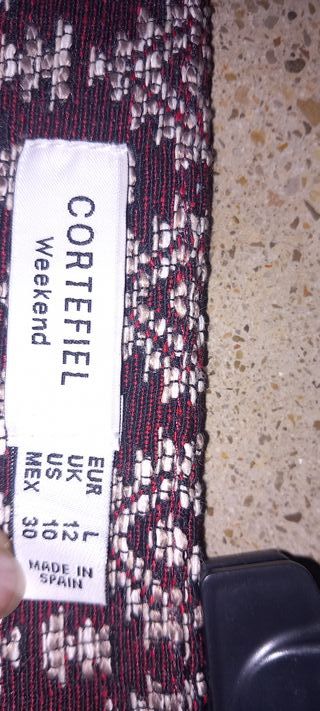 CORTEFIEL
Weekend
EUR L
UK 12
US 10
MEX 30
MADE IN
SPAIN